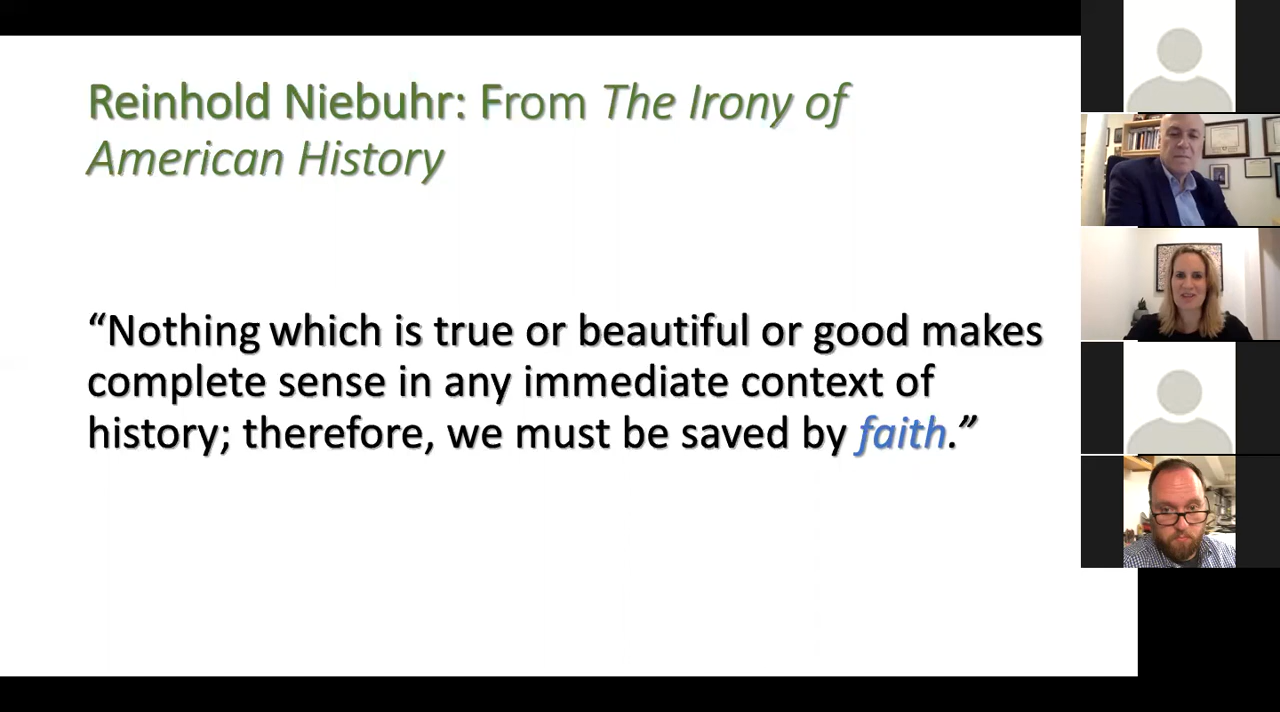 Reinhold Niebuhr: From The Irony of
American History
“Nothing which is true or beautiful or good makes
complete sense in any immediate context of
history; therefore, we must be saved by faith.”